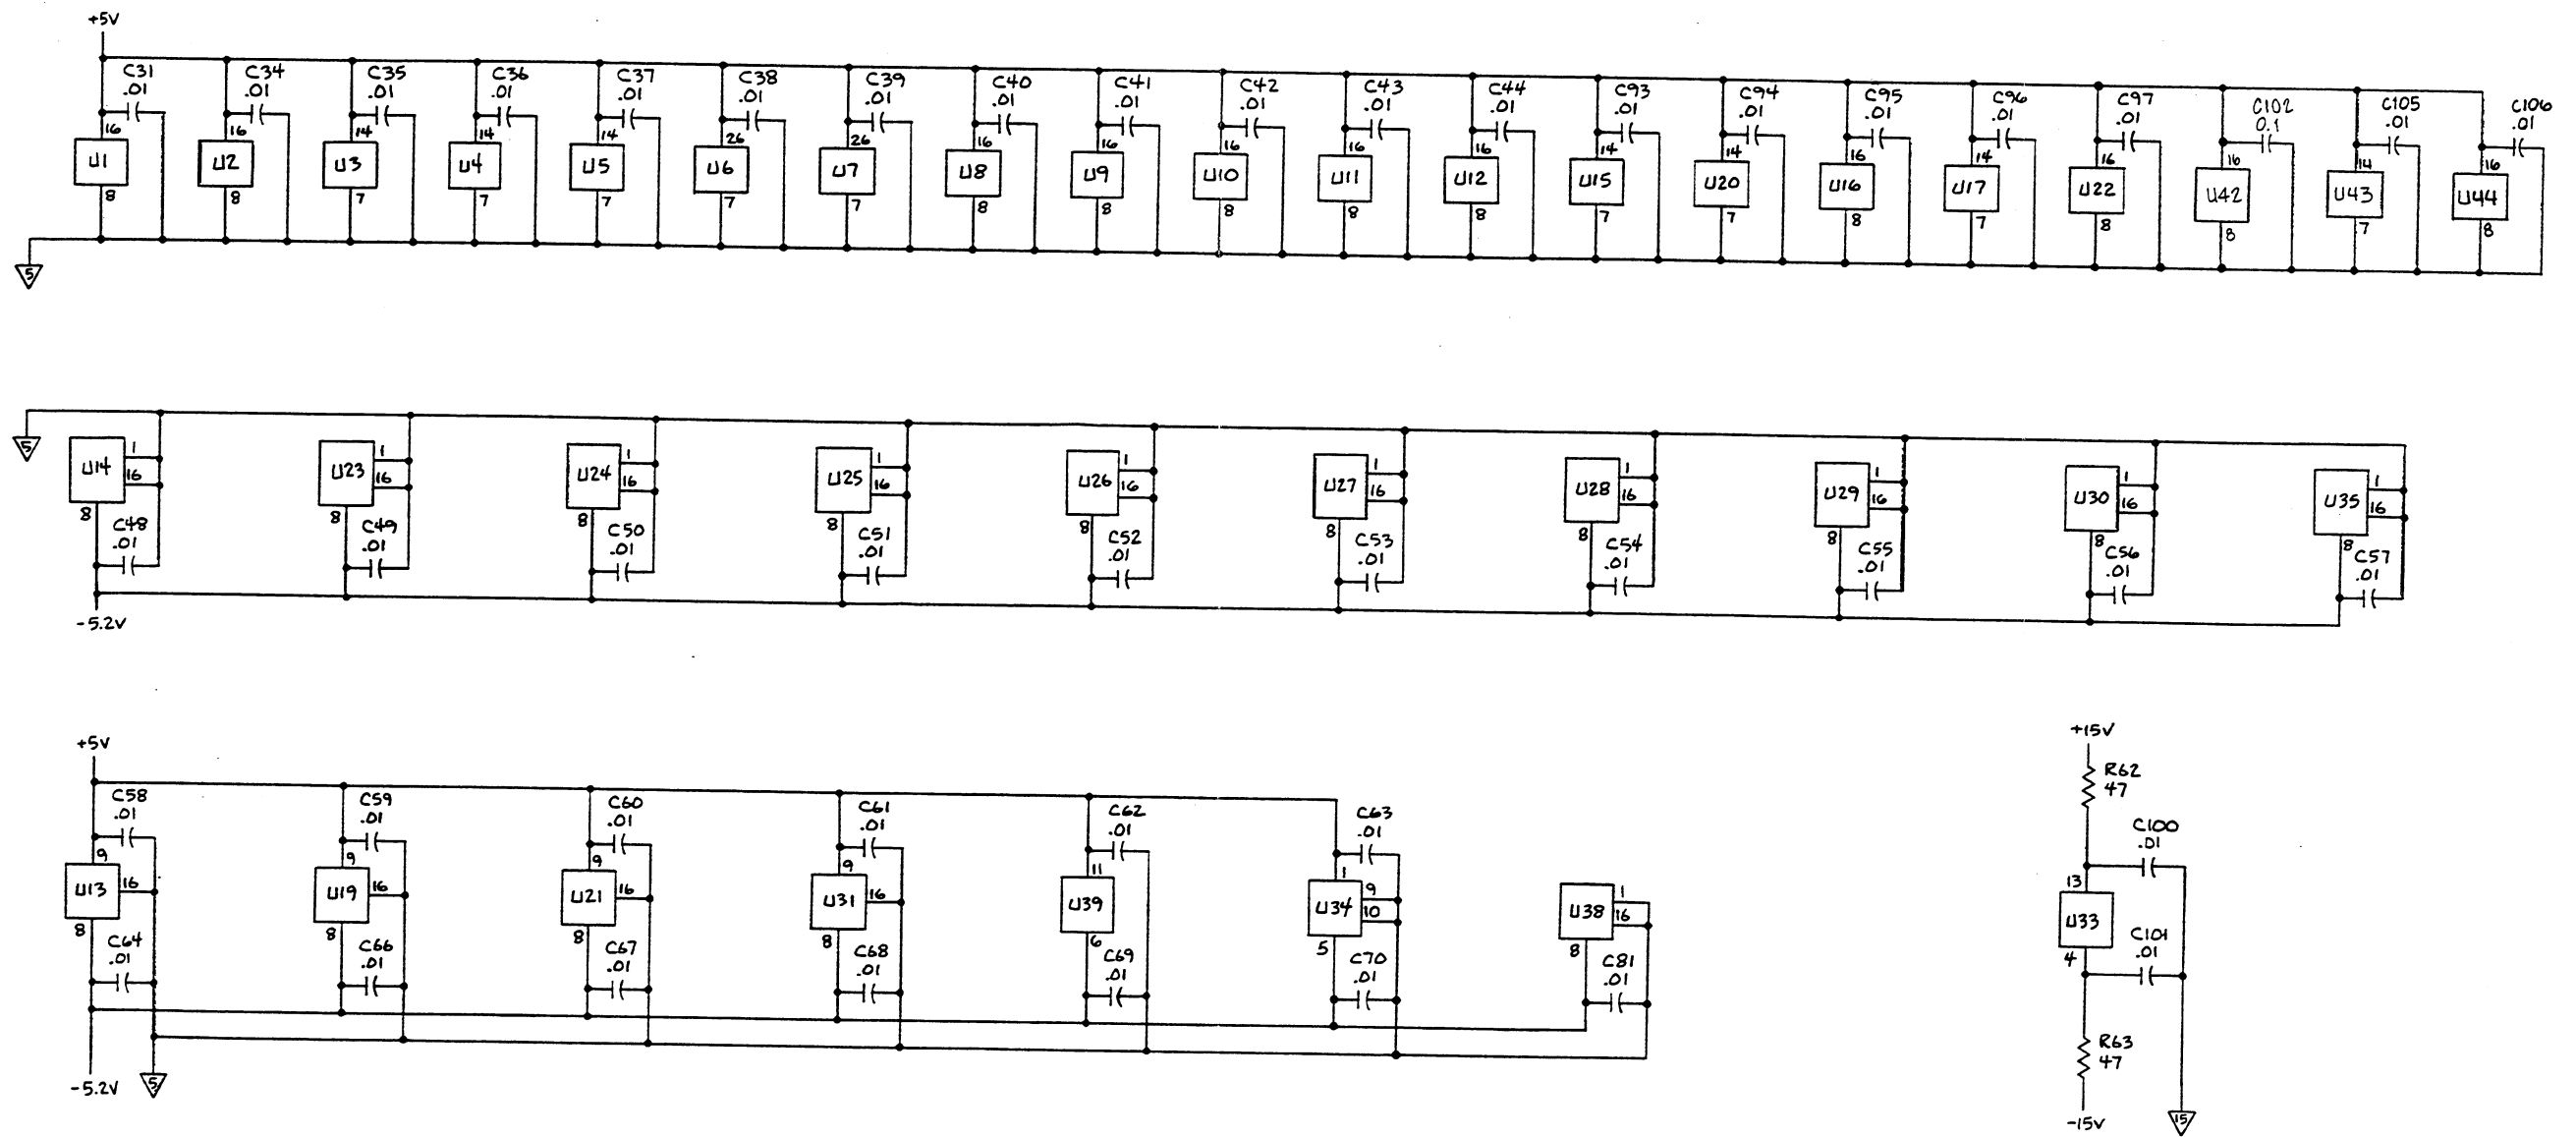 +5V
C31 C34 C35 C36 C37 C38 C39 C40 C41 C42 C43 C44 C93 C94 C95 C96 C97 C102 C105 C106
.01 .01 .01 .01 .01 .01 .01 .01 .01 .01 .01 .01 .01 .01 .01 .01 .01 0.1 .01 .01
16 16 14 14 14 26 26 16 16 16 16 16 14 14 16 14 16 16 14 16
U1 U2 U3 U4 U5 U6 U7 U8 U9 U10 U11 U12 U15 U20 U16 U17 U22 U42 U43 U44
8 8 7 7 7 7 7 8 8 8 8 8 7 7 8 7 8 8 7 8
5
5
1 1 1 1 1 1 1 1 1 1
U14 U23 U24 U25 U26 U27 U28 U29 U30 U35
16 16 16 16 16 16 16 16 16 16
8 8 8 8 8 8 8 8 8 8
C48 C49 C50 C51 C52 C53 C54 C55 C56 C57
.01 .01 .01 .01 .01 .01 .01 .01 .01 .01
-5.2V
+5V
C58 C59 C60 C61 C62 C63
.01 .01 .01 .01 .01 .01
9 9 9 9 11 1
U13 16 U19 16 U21 16 U31 16 U39 U34 9 10 U38 1 16
8 8 8 8 6 5 8
C64 C66 C67 C68 C69 C70 C81
.01 .01 .01 .01 .01 .01 .01
-5.2V 5
+15V
R62
47
C100
.01
13
U33
C101
.01
4
R63
47
-15V 15